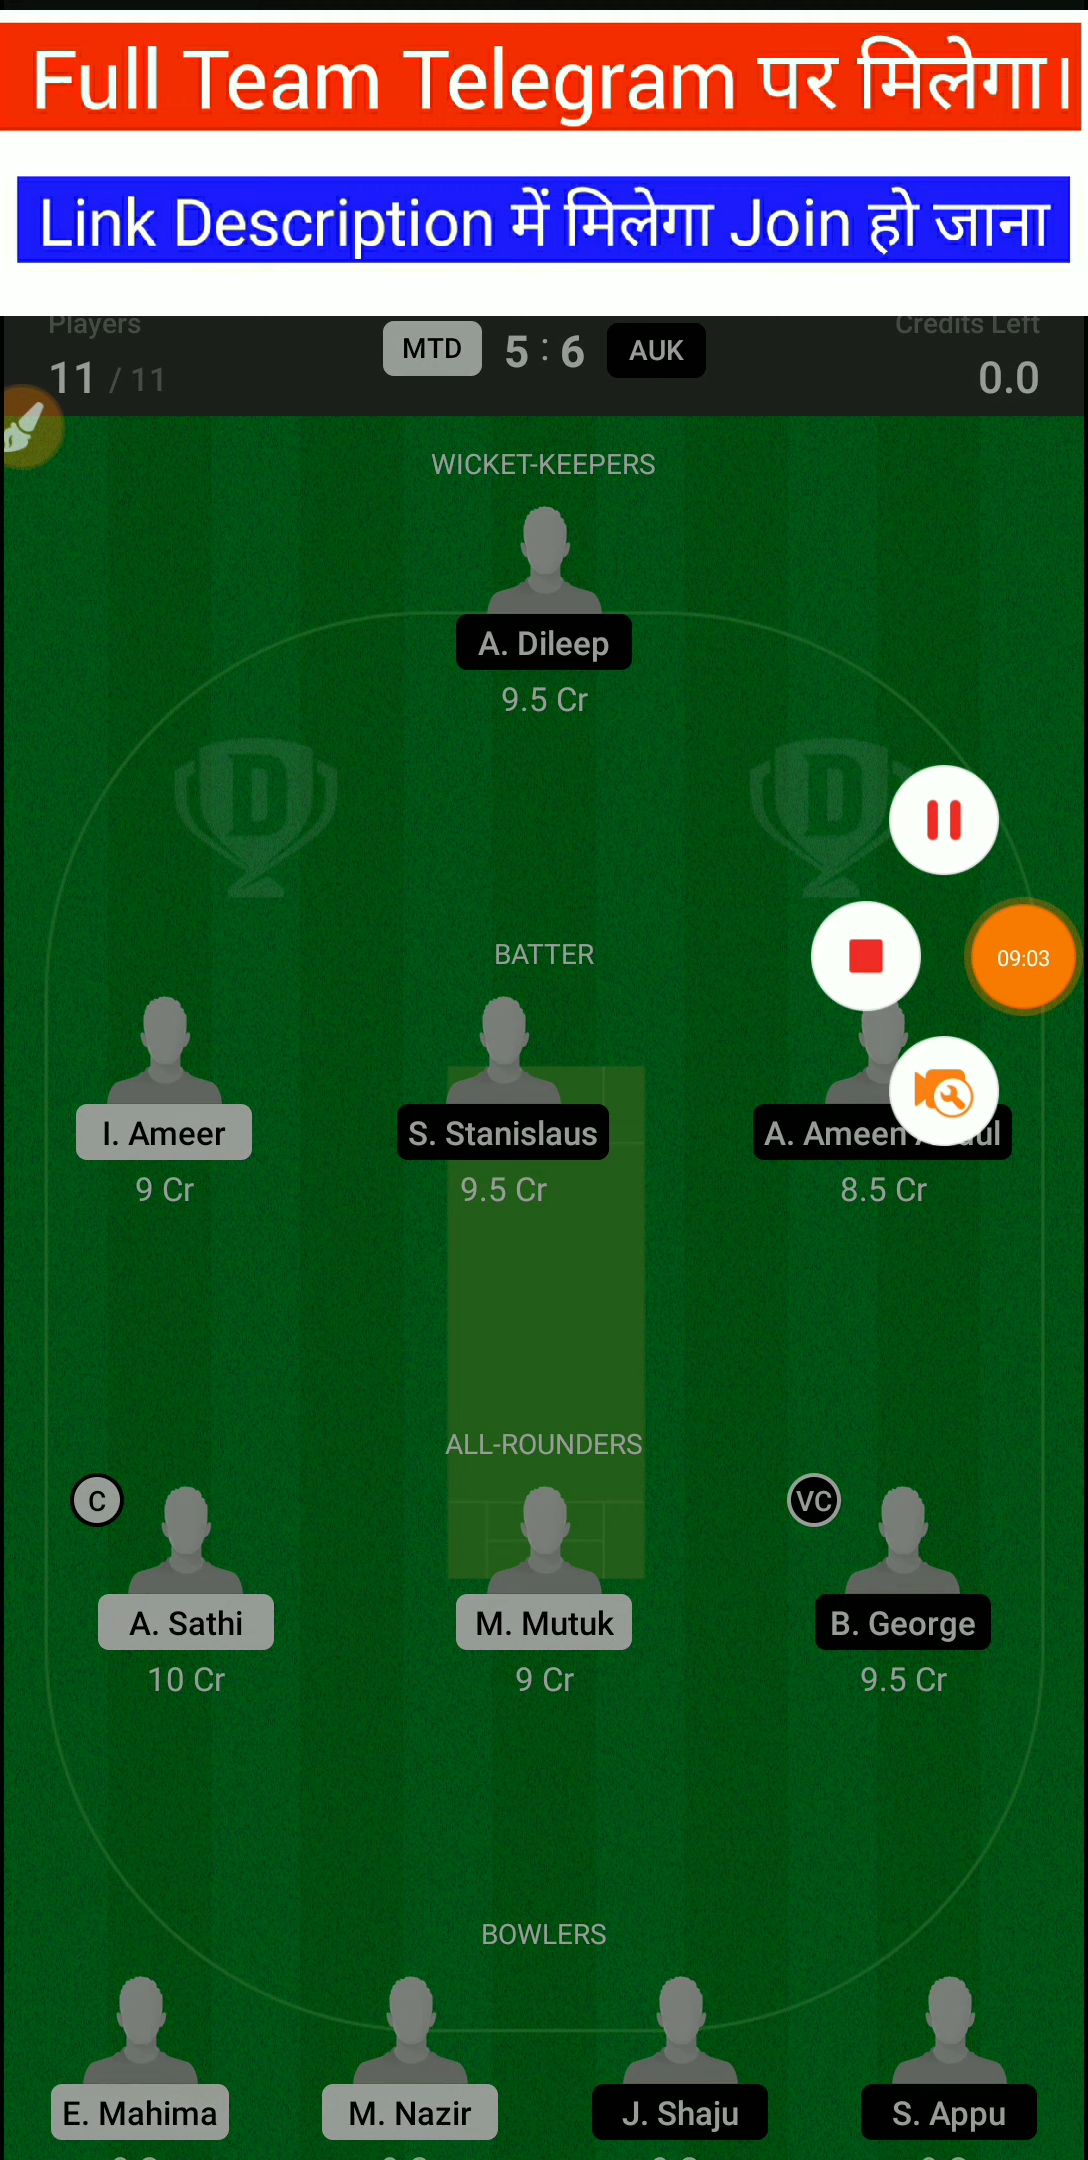 Full Team Telegram पर मिलेगा।
Link Description में मिलेगा Join हो जाना
Players
Credits Left
11 / 11
MTD 5 : 6 AUK
0.0
WICKET-KEEPERS
A. Dileep
9.5 Cr
D D
09:03
BATTER
I. Ameer S. Stanislaus A. Ameen
9 Cr 9.5 Cr 8.5 Cr
ALL-ROUNDERS
C VC
A. Sathi M. Mutuk B. George
10 Cr 9 Cr 9.5 Cr
BOWLERS
E. Mahima M. Nazir J. Shaju S. Appu